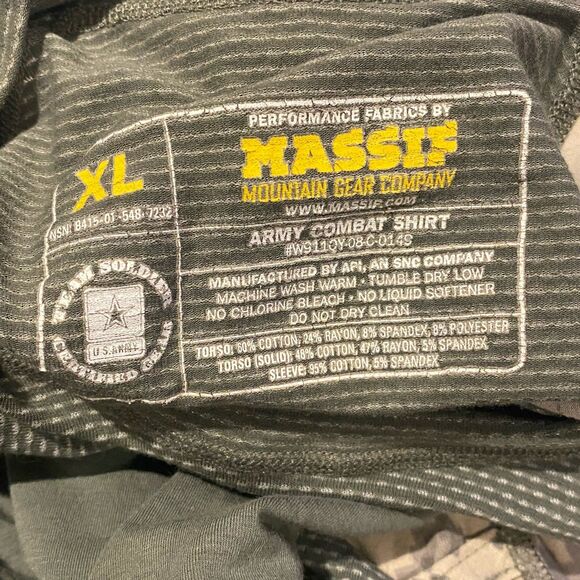 XL
NSN: 8415-01-548-7232
TEAM SOLDIER
U.S.ARMY
CERTIFIED GEAR
PERFORMANCE FABRICS BY
MASSIF
MOUNTAIN GEAR COMPANY
WWW.MASSIF.COM
ARMY COMBAT SHIRT
#W911QY-08-C-0149
MANUFACTURED BY API, AN SNC COMPANY
MACHINE WASH WARM · TUMBLE DRY LOW
NO CHLORINE BLEACH · NO LIQUID SOFTENER
DO NOT DRY CLEAN
TORSO: 60% COTTON, 24% RAYON, 8% SPANDEX, 8% POLYESTER
TORSO (SOLID): 48% COTTON, 47% RAYON, 5% SPANDEX
SLEEVE: 95% COTTON, 5% SPANDEX